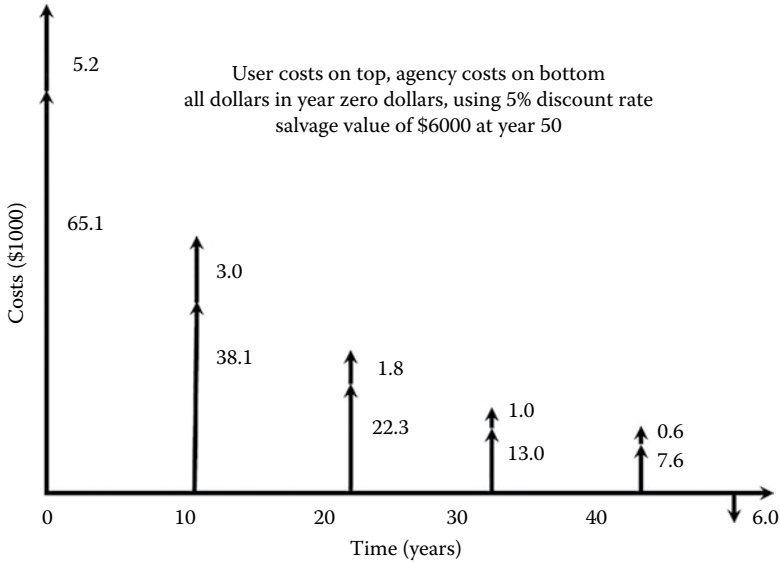 5.2
User costs on top, agency costs on bottom
all dollars in year zero dollars, using 5% discount rate
salvage value of $6000 at year 50
65.1
Costs ($1000)
3.0
38.1
1.8
22.3
1.0
13.0
0.6
7.6
0 10 20 30 40 6.0
Time (years)